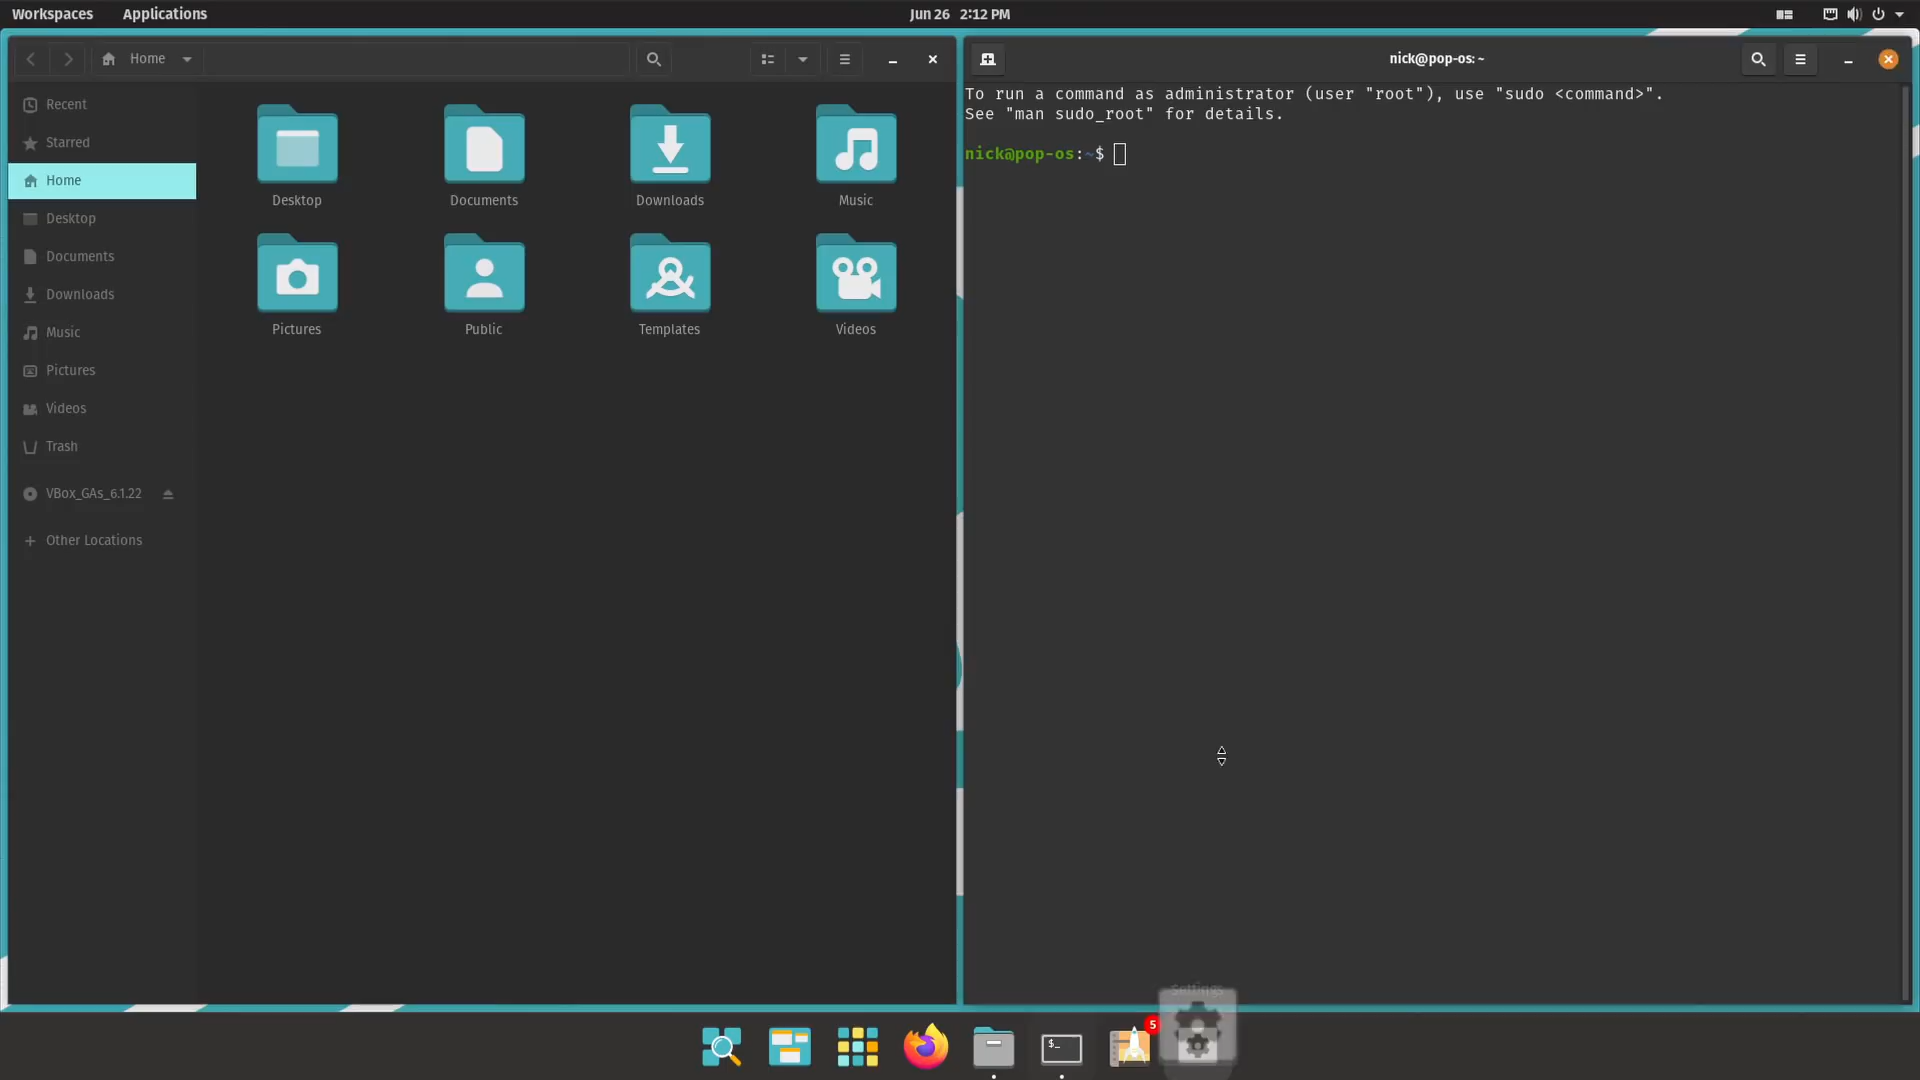 Workspaces
Applications
Jun 26 2:12 PM
Home
Recent
Starred
Home
Desktop
Documents
Downloads
Music
Pictures
Videos
Trash
VBox_GAs_6.1.22
Other Locations
Desktop
Documents
Downloads
Music
Pictures
Public
Templates
Videos
nick@pop-os: ~
To run a command as administrator (user "root"), use "sudo <command>".
See "man sudo_root" for details.
nick@pop-os:~$
Settings
$_
5